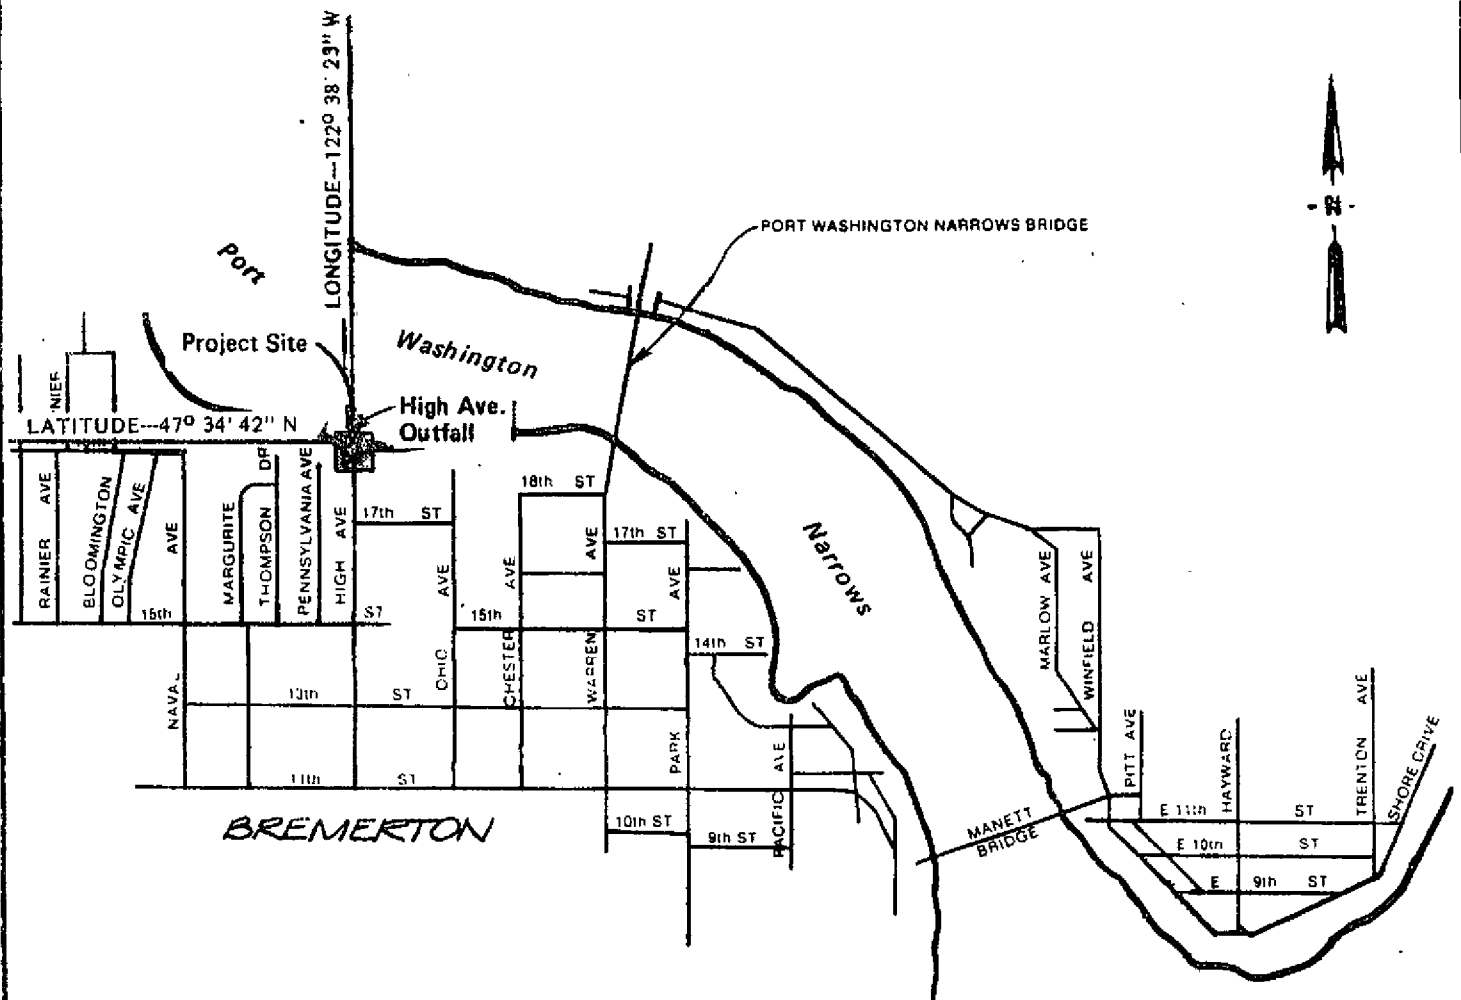 LONGITUDE---122° 38' 23" W
N
PORT WASHINGTON NARROWS BRIDGE
Port
Washington
Narrows
Project Site
High Ave.
Outfall
LATITUDE---47° 34' 42" N
NIER
RAINIER AVE
BLOOMINGTON
OLYMPIC AVE
NAVAL AVE
MARGURITE
THOMPSON DR
PENNSYLVANIA AVE
HIGH AVE
17th ST
OHIO AVE
CHESTER AVE
18th ST
WARREN AVE
17th ST
PARK AVE
15th ST
15th ST
14th ST
13th ST
11th ST
10th ST
9th ST
PACIFIC AVE
BREMERTON
MANETT
BRIDGE
MARLOW AVE
WINFIELD AVE
PITT AVE
HAYWARD
TRENTON AVE
SHORE DRIVE
E 11th ST
E 10th ST
E 9th ST